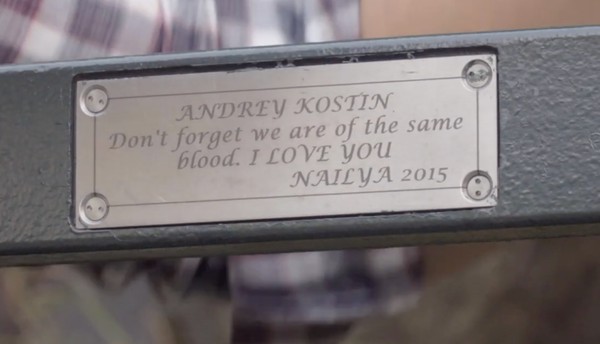 ANDREY KOSTIN
Don't forget we are of the same
blood. I LOVE YOU
NAILYA 2015